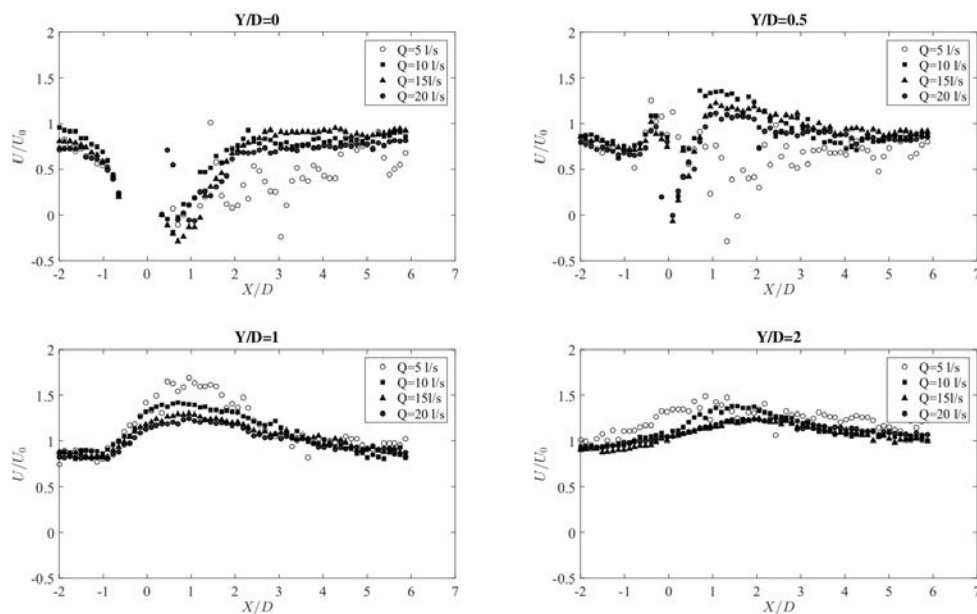 Y/D=0
2
1.5
1
0.5
0
-0.5
U/U0
-2 -1 0 1 2 3 4 5 6 7
X/D
Q=5 l/s
Q=10 l/s
Q=15l/s
Q=20 l/s
Y/D=0.5
2
1.5
1
0.5
0
-0.5
U/U0
-2 -1 0 1 2 3 4 5 6 7
X/D
Q=5 l/s
Q=10 l/s
Q=15l/s
Q=20 l/s
Y/D=1
2
1.5
1
0.5
0
-0.5
U/U0
-2 -1 0 1 2 3 4 5 6 7
X/D
Q=5 l/s
Q=10 l/s
Q=15l/s
Q=20 l/s
Y/D=2
2
1.5
1
0.5
0
-0.5
U/U0
-2 -1 0 1 2 3 4 5 6 7
X/D
Q=5 l/s
Q=10 l/s
Q=15l/s
Q=20 l/s